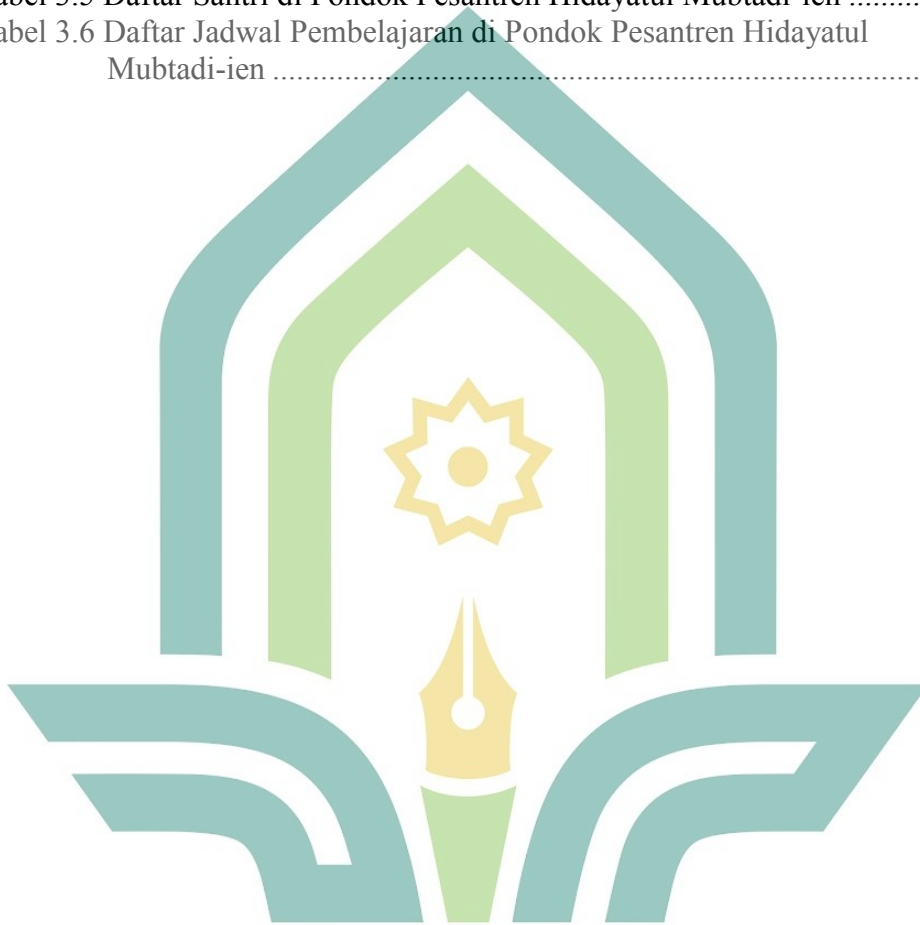 abel 3.5 Daftar Santri di Pondok Pesantren Hidayatul Mubtadi-ien .........
abel 3.6 Daftar Jadwal Pembelajaran di Pondok Pesantren Hidayatul
Mubtadi-ien ....................................................................................